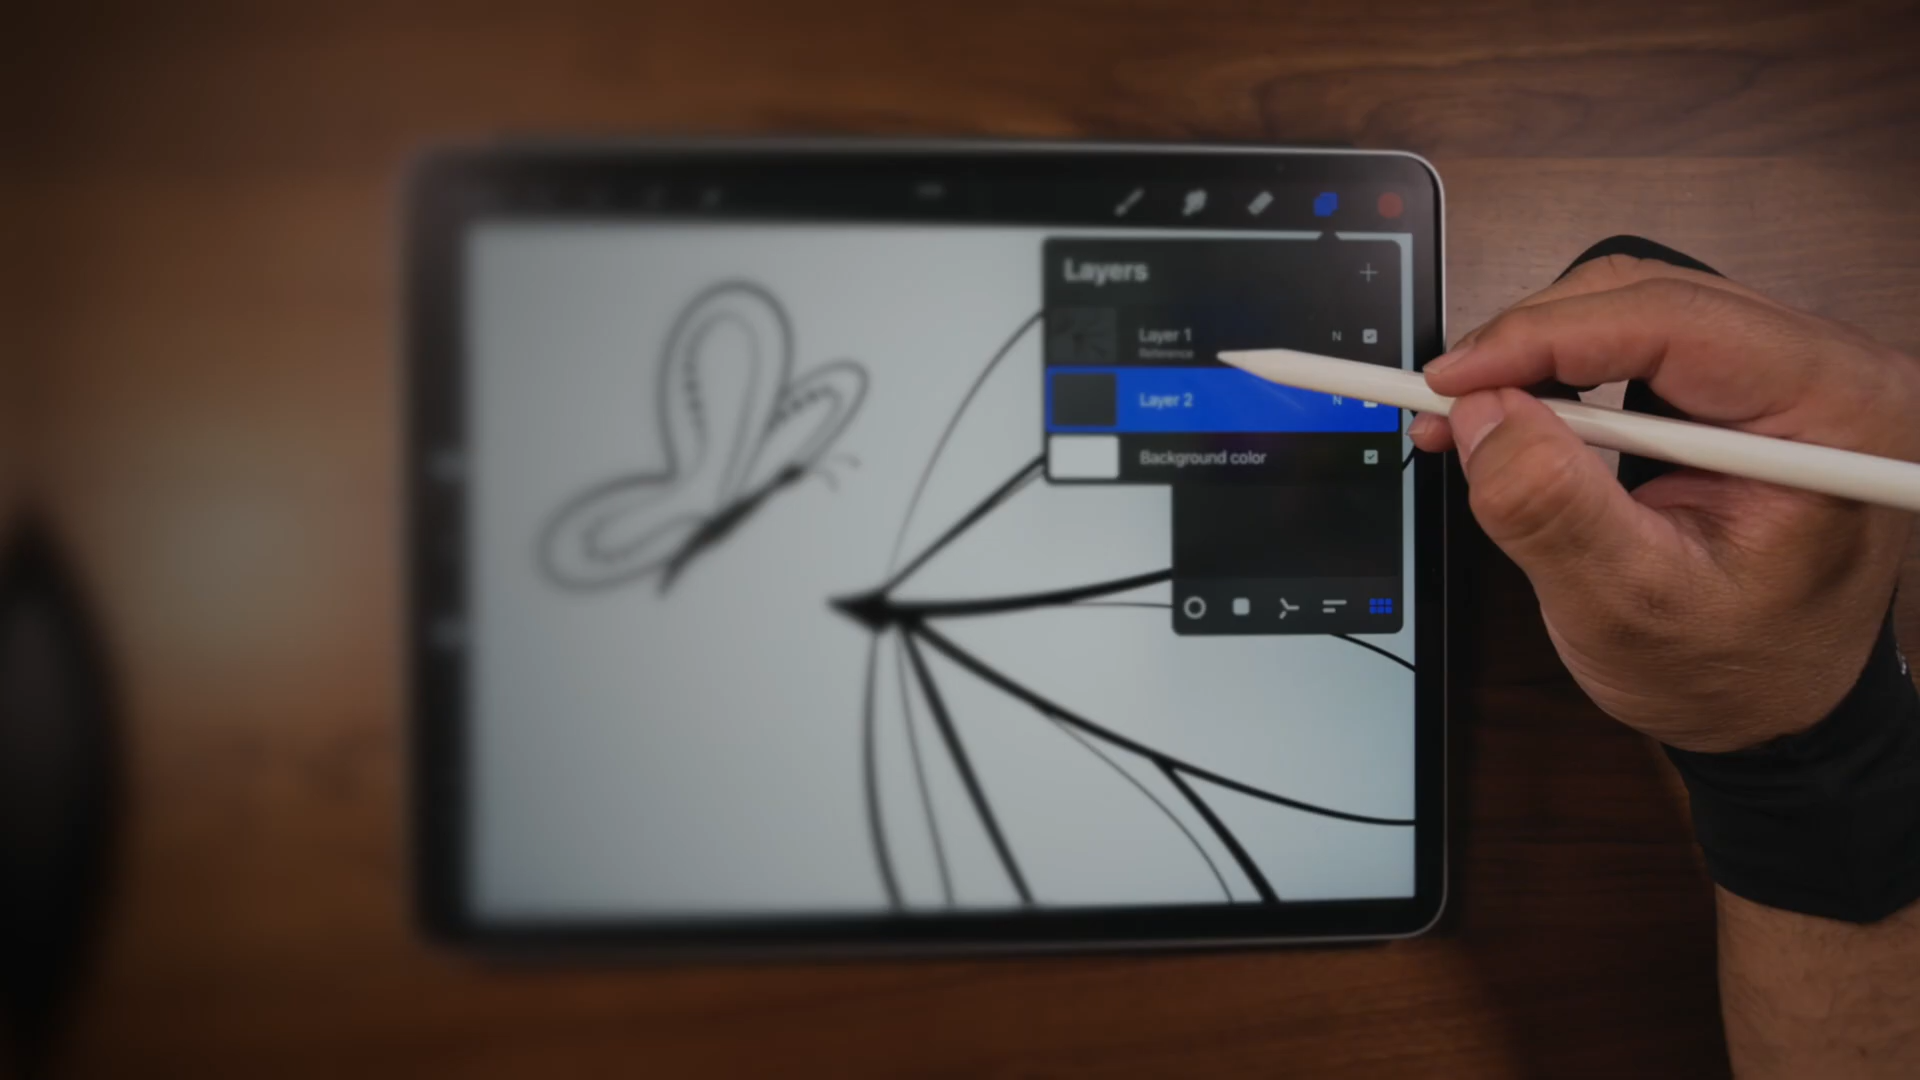 Layers
Layer 1
N
Reference
Layer 2
N
Background color